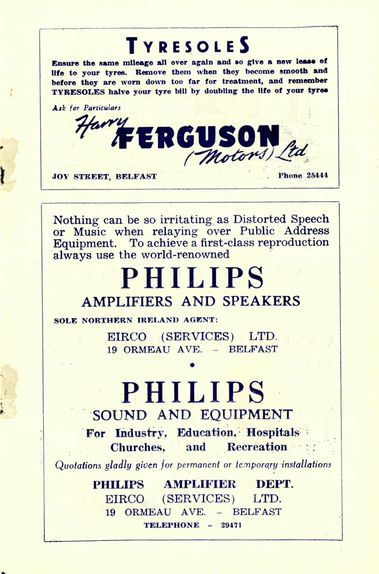 TYRESOLES
Ensure the same mileage all over again and so give a new lease of
life to your tyres. Remove them when they become smooth and
before they are worn down too far for treatment, and remember
TYRESOLES halve your tyre bill by doubling the life of your tyres
Ask for Particulars
Harry
FERGUSON
(Motors) Ltd
JOY STREET, BELFAST Phone 25444
Nothing can be so irritating as Distorted Speech
or Music when relaying over Public Address
Equipment. To achieve a first-class reproduction
always use the world-renowned
PHILIPS
AMPLIFIERS AND SPEAKERS
SOLE NORTHERN IRELAND AGENT:
EIRCO (SERVICES) LTD.
19 ORMEAU AVE. – BELFAST
•
PHILIPS
SOUND AND EQUIPMENT
For Industry, Education, Hospitals
Churches, and Recreation
Quotations gladly given for permanent or temporary installations
PHILIPS AMPLIFIER DEPT.
EIRCO (SERVICES) LTD.
19 ORMEAU AVE. – BELFAST
TELEPHONE – 29471